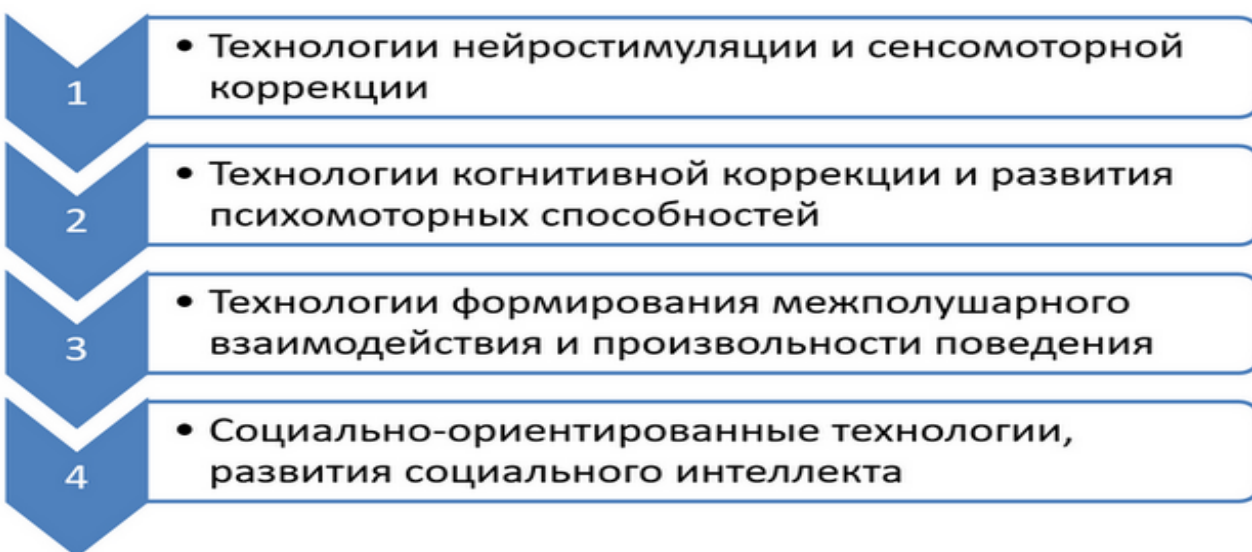 1
• Технологии нейростимуляции и сенсомоторной
коррекции
2
• Технологии когнитивной коррекции и развития
психомоторных способностей
3
• Технологии формирования межполушарного
взаимодействия и произвольности поведения
4
• Социально-ориентированные технологии,
развития социального интеллекта